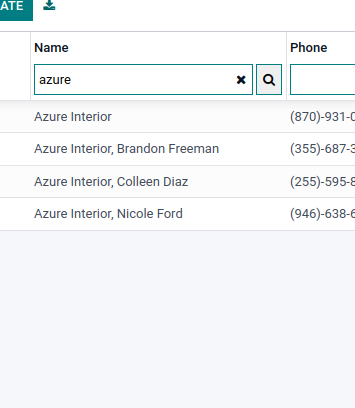 ATE
Name Phone
azure
Azure Interior (870)-931-0
Azure Interior, Brandon Freeman (355)-687-3
Azure Interior, Colleen Diaz (255)-595-8
Azure Interior, Nicole Ford (946)-638-6